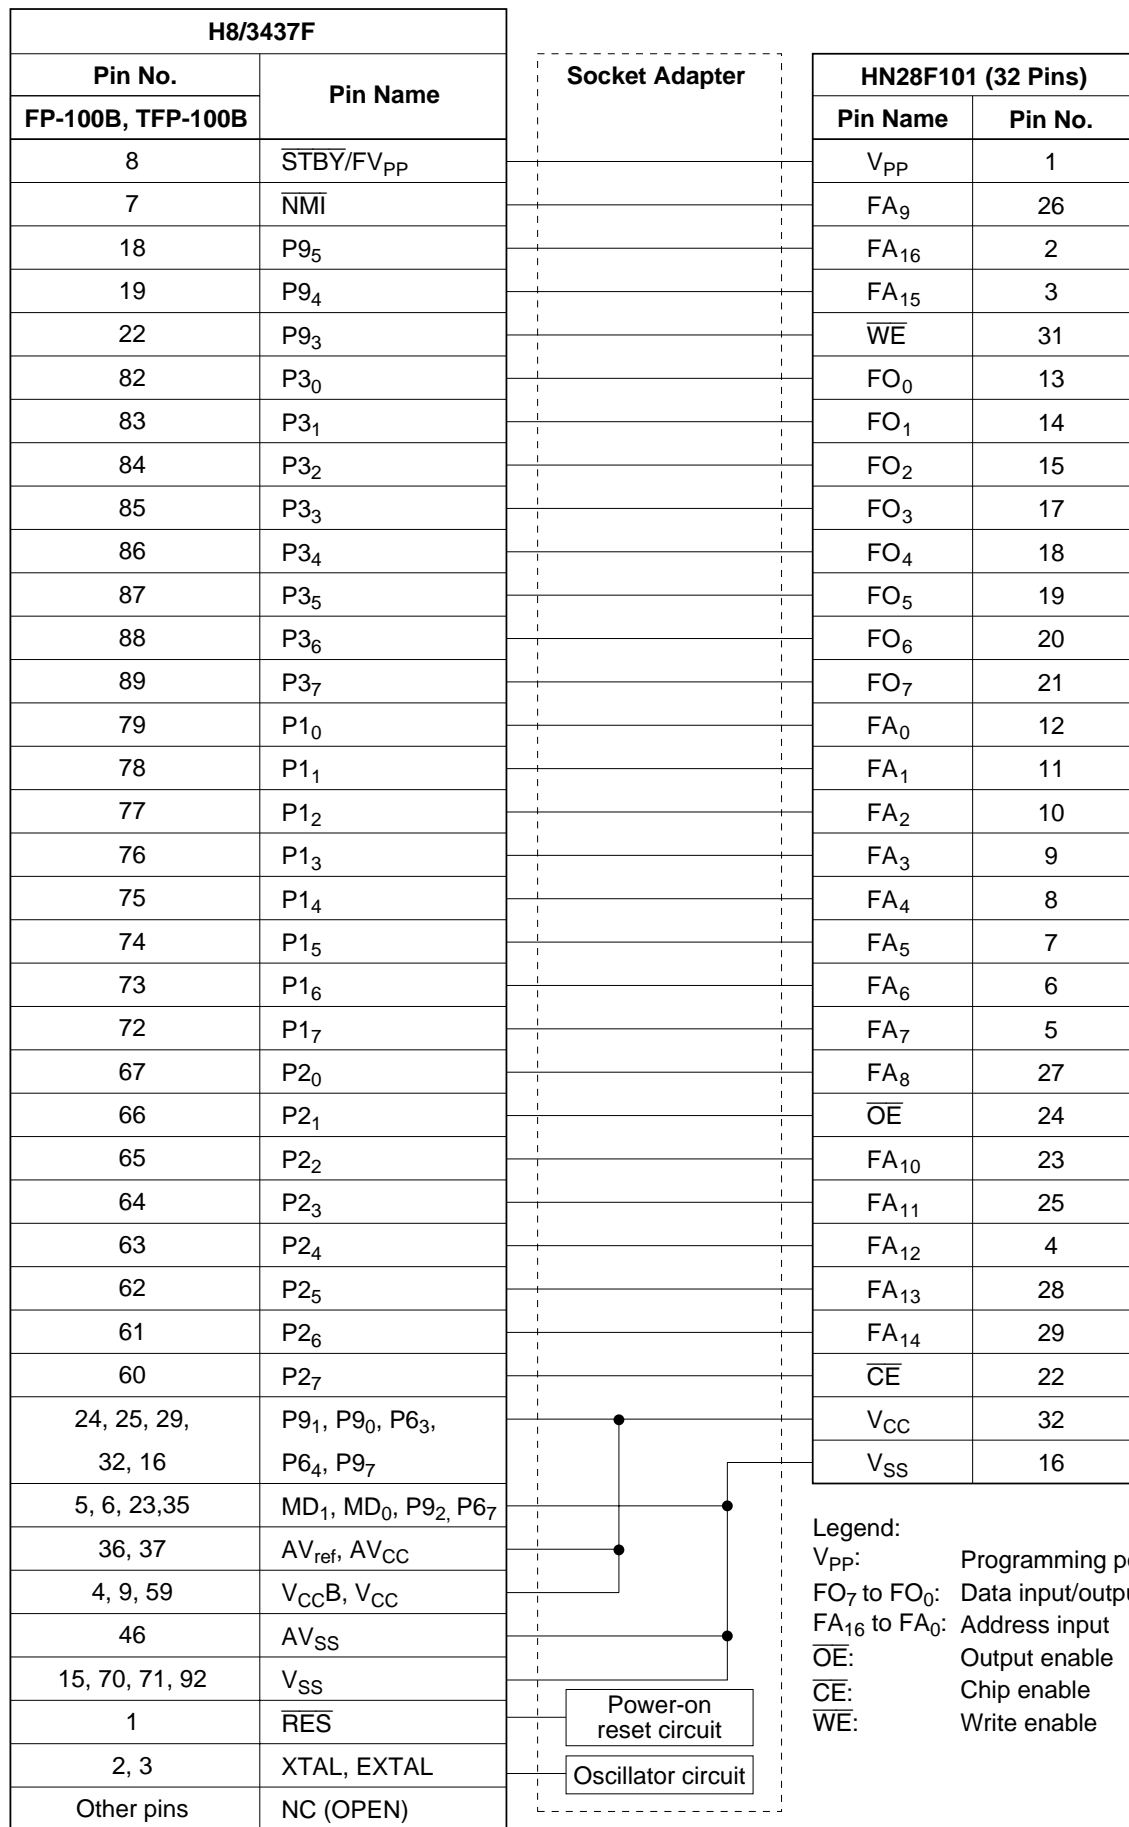 H8/3437F
Pin No. Pin Name Socket Adapter HN28F101 (32 Pins)
FP-100B, TFP-100B Pin Name Pin No.
8 S̅T̅B̅Y̅/FVPP VPP 1
7 N̅M̅I̅ FA9 26
18 P95 FA16 2
19 P94 FA15 3
22 P93 W̅E̅ 31
82 P30 FO0 13
83 P31 FO1 14
84 P32 FO2 15
85 P33 FO3 17
86 P34 FO4 18
87 P35 FO5 19
88 P36 FO6 20
89 P37 FO7 21
79 P10 FA0 12
78 P11 FA1 11
77 P12 FA2 10
76 P13 FA3 9
75 P14 FA4 8
74 P15 FA5 7
73 P16 FA6 6
72 P17 FA7 5
67 P20 FA8 27
66 P21 O̅E̅ 24
65 P22 FA10 23
64 P23 FA11 25
63 P24 FA12 4
62 P25 FA13 28
61 P26 FA14 29
60 P27 C̅E̅ 22
24, 25, 29, P91, P90, P63, VCC 32
32, 16 P64, P97 VSS 16
5, 6, 23,35 MD1, MD0, P92, P67
36, 37 AVref, AVCC
4, 9, 59 VCCB, VCC
46 AVSS
15, 70, 71, 92 VSS
1 R̅E̅S̅ Power-on
reset circuit
2, 3 XTAL, EXTAL Oscillator circuit
Other pins NC (OPEN)
Legend:
VPP: Programming
FO7 to FO0: Data
FA16 to FA0: Address input
O̅E̅: Output enable
C̅E̅: Chip enable
W̅E̅: Write enable